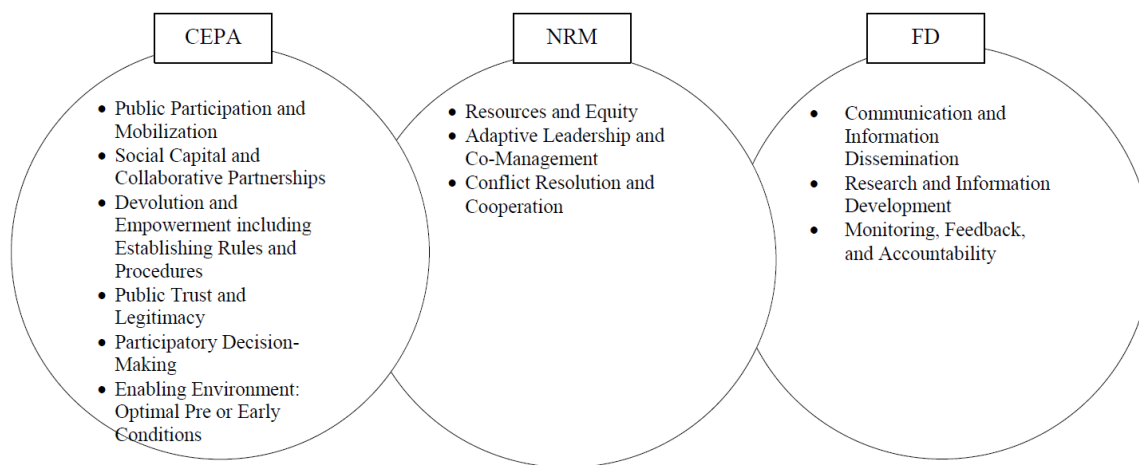 CEPA
• Public Participation and
Mobilization
• Social Capital and
Collaborative Partnerships
• Devolution and
Empowerment including
Establishing Rules and
Procedures
• Public Trust and
Legitimacy
• Participatory Decision-
Making
• Enabling Environment:
Optimal Pre or Early
Conditions
NRM
• Resources and Equity
• Adaptive Leadership and
Co-Management
• Conflict Resolution and
Cooperation
FD
• Communication and
Information
Dissemination
• Research and Information
Development
• Monitoring, Feedback,
and Accountability